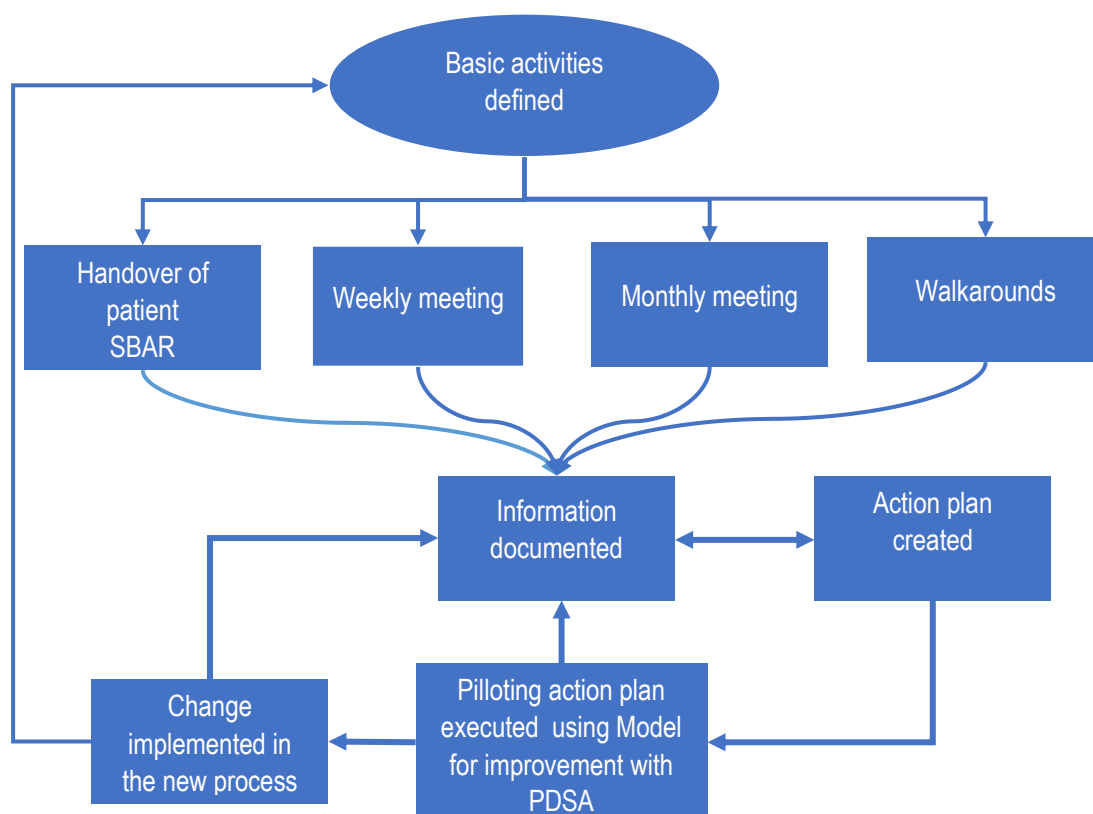 Basic activities
defined
Handover of
patient
SBAR
Weekly meeting
Monthly meeting
Walkarounds
Information
documented
Action plan
created
Change
implemented in
the new process
Pilloting action plan
executed using Model
for improvement with
PDSA